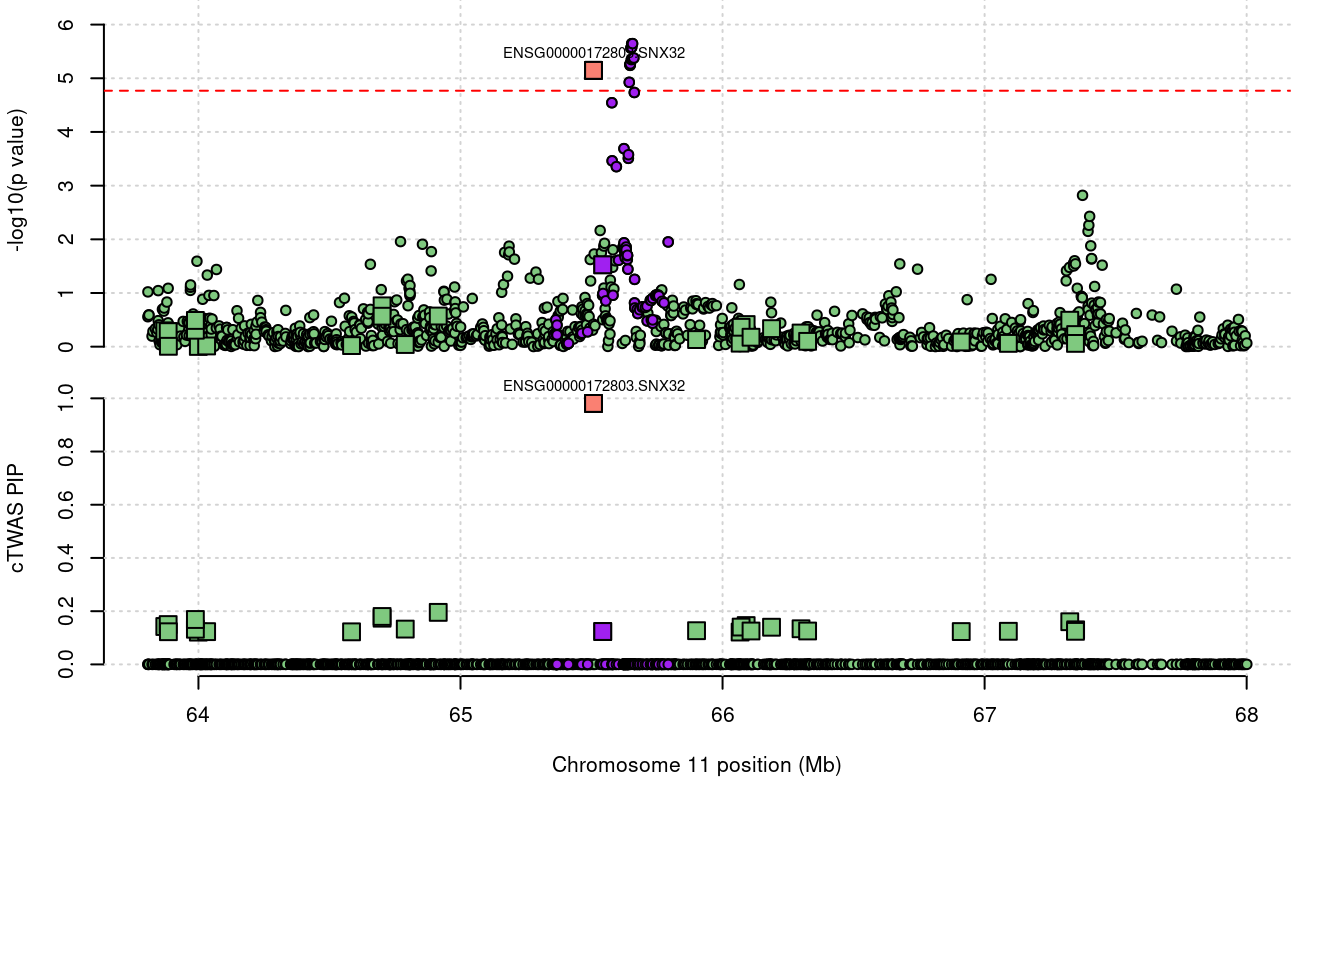 6
ENSG00000172803.SNX32
5
4
3
2
1
0
-log10(p value)
ENSG00000172803.SNX32
1.0
0.8
0.6
0.4
0.2
0.0
cTWAS PIP
64 65 66 67 68
Chromosome 11 position (Mb)